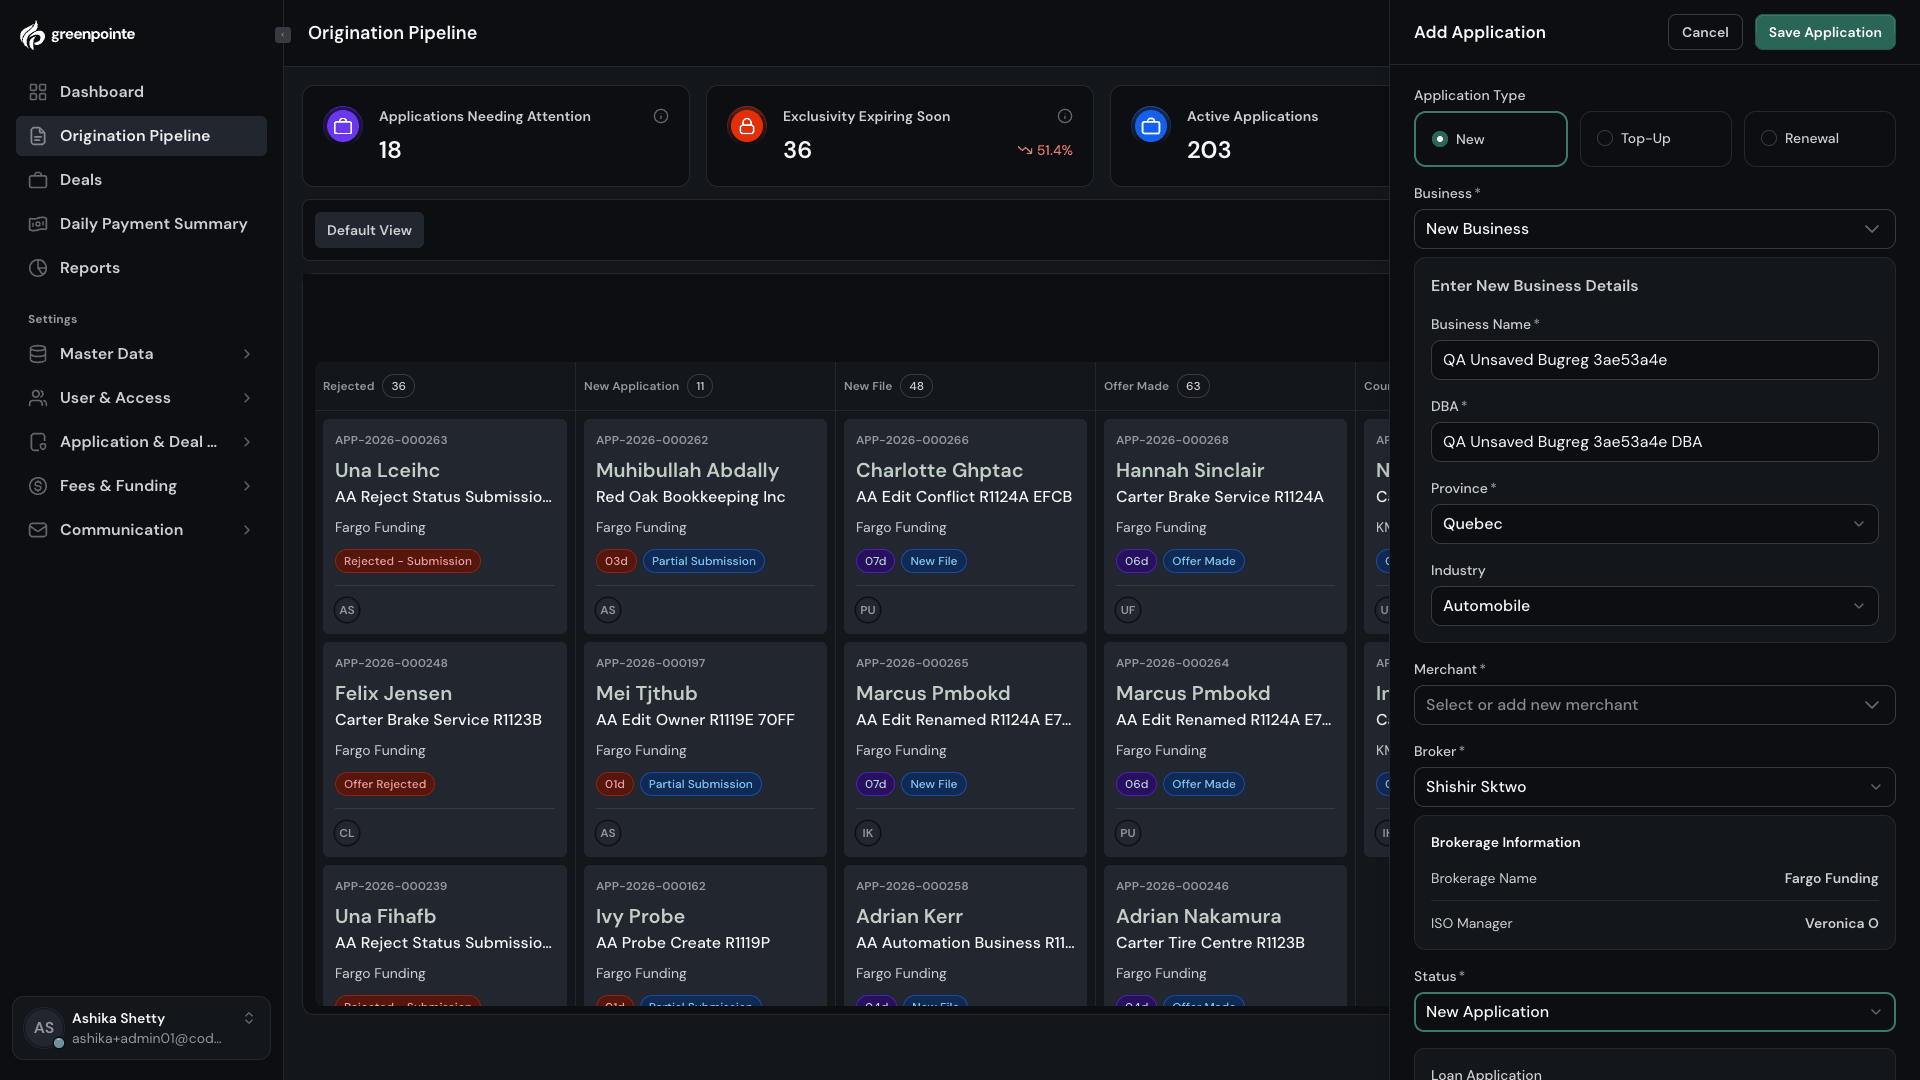 greenpointe
Dashboard
Origination Pipeline
Deals
Daily Payment Summary
Reports
Settings
Master Data
User & Access
Application & Deal ...
Fees & Funding
Communication
AS
Ashika Shetty
ashika+admin01@cod...
Origination Pipeline
Applications Needing Attention
18
Exclusivity Expiring Soon
36
51.4%
Active Applications
203
Default View
Rejected 36
APP-2026-000263
Una Lceihc
AA Reject Status Submissio...
Fargo Funding
Rejected - Submission
AS
APP-2026-000248
Felix Jensen
Carter Brake Service R1123B
Fargo Funding
Offer Rejected
CL
APP-2026-000239
Una Fihafb
AA Reject Status Submissio...
Fargo Funding
Rejected - Submission
New Application 11
APP-2026-000262
Muhibullah Abdally
Red Oak Bookkeeping Inc
Fargo Funding
03d Partial Submission
AS
APP-2026-000197
Mei Tjthub
AA Edit Owner R1119E 70FF
Fargo Funding
01d Partial Submission
AS
APP-2026-000162
Ivy Probe
AA Probe Create R1119P
Fargo Funding
01d Partial Submission
New File 48
APP-2026-000266
Charlotte Ghptac
AA Edit Conflict R1124A EFCB
Fargo Funding
07d New File
PU
APP-2026-000265
Marcus Pmbokd
AA Edit Renamed R1124A E7...
Fargo Funding
07d New File
IK
APP-2026-000258
Adrian Kerr
AA Automation Business R11...
Fargo Funding
04d New File
Offer Made 63
APP-2026-000268
Hannah Sinclair
Carter Brake Service R1124A
Fargo Funding
06d Offer Made
UF
APP-2026-000264
Marcus Pmbokd
AA Edit Renamed R1124A E7...
Fargo Funding
06d Offer Made
PU
APP-2026-000246
Adrian Nakamura
Carter Tire Centre R1123B
Fargo Funding
04d Offer Made
Add Application
Cancel
Save Application
Application Type
New
Top-Up
Renewal
Business *
New Business
Enter New Business Details
Business Name *
QA Unsaved Bugreg 3ae53a4e
DBA *
QA Unsaved Bugreg 3ae53a4e DBA
Province *
Quebec
Industry
Automobile
Merchant *
Select or add new merchant
Broker *
Shishir Sktwo
Brokerage Information
Brokerage Name Fargo Funding
ISO Manager Veronica O
Status *
New Application
Loan Application